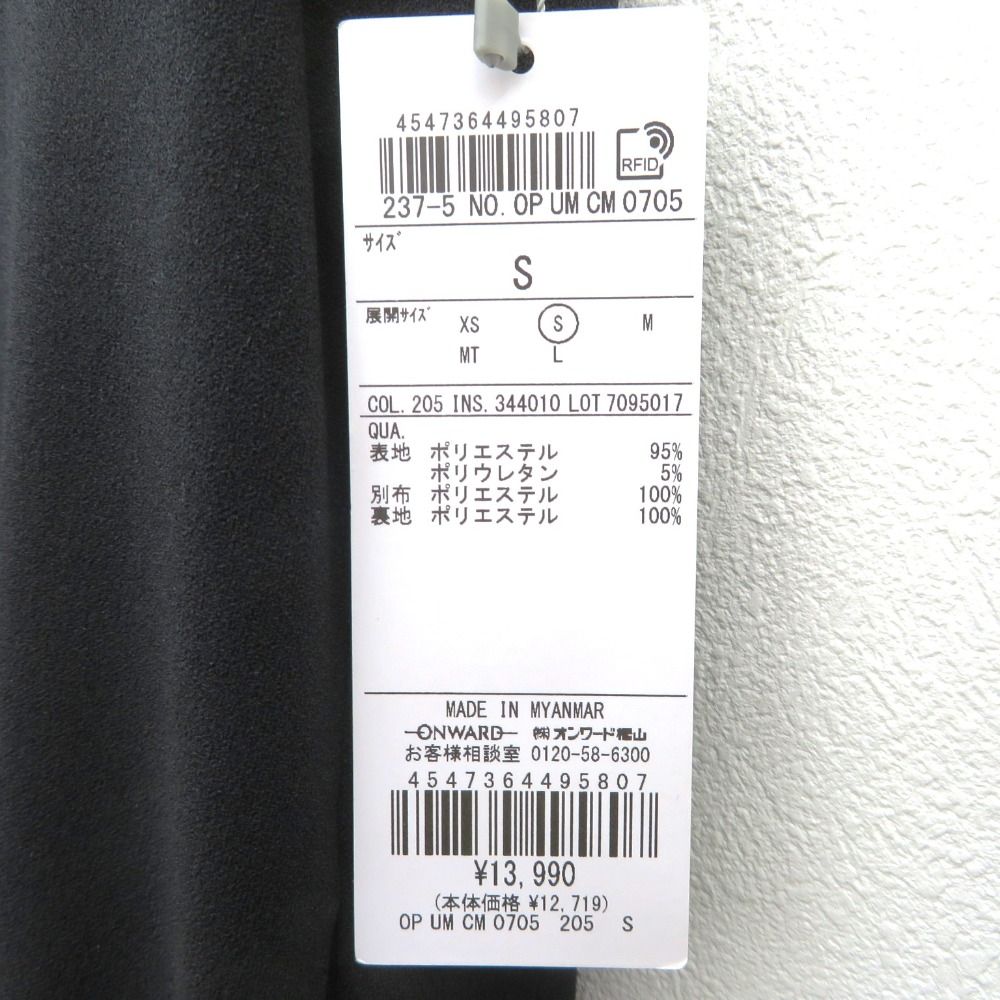 4547364495807
RFID
237-5 NO. OP UM CM 0705
サイズ
S
展開サイズ XS S M
MT L
COL. 205 INS. 344010 LOT 7095017
QUA.
表地 ポリエステル 95%
ポリウレタン 5%
別布 ポリエステル 100%
裏地 ポリエステル 100%
MADE IN MYANMAR
ONWARD ㈱オンワード樫山
お客様相談室 0120-58-6300
4547364495807
¥13,990
(本体価格 ¥12,719)
OP UM CM 0705 205 S